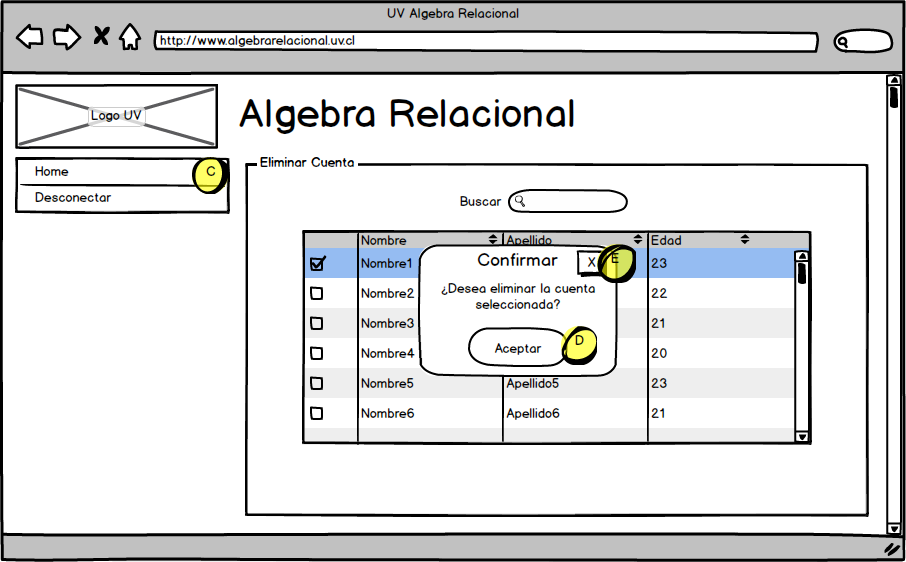 UV Algebra Relacional
http://www.algebrarelacional.uv.cl
Logo UV
Algebra Relacional
Home C
Desconectar
Eliminar Cuenta
Buscar
Nombre Apellido Edad
Nombre1 23
Nombre2 22
Nombre3 21
Nombre4 20
Nombre5 Apellido5 23
Nombre6 Apellido6 21
Confirmar X E
¿Desea eliminar la cuenta
seleccionada?
Aceptar D